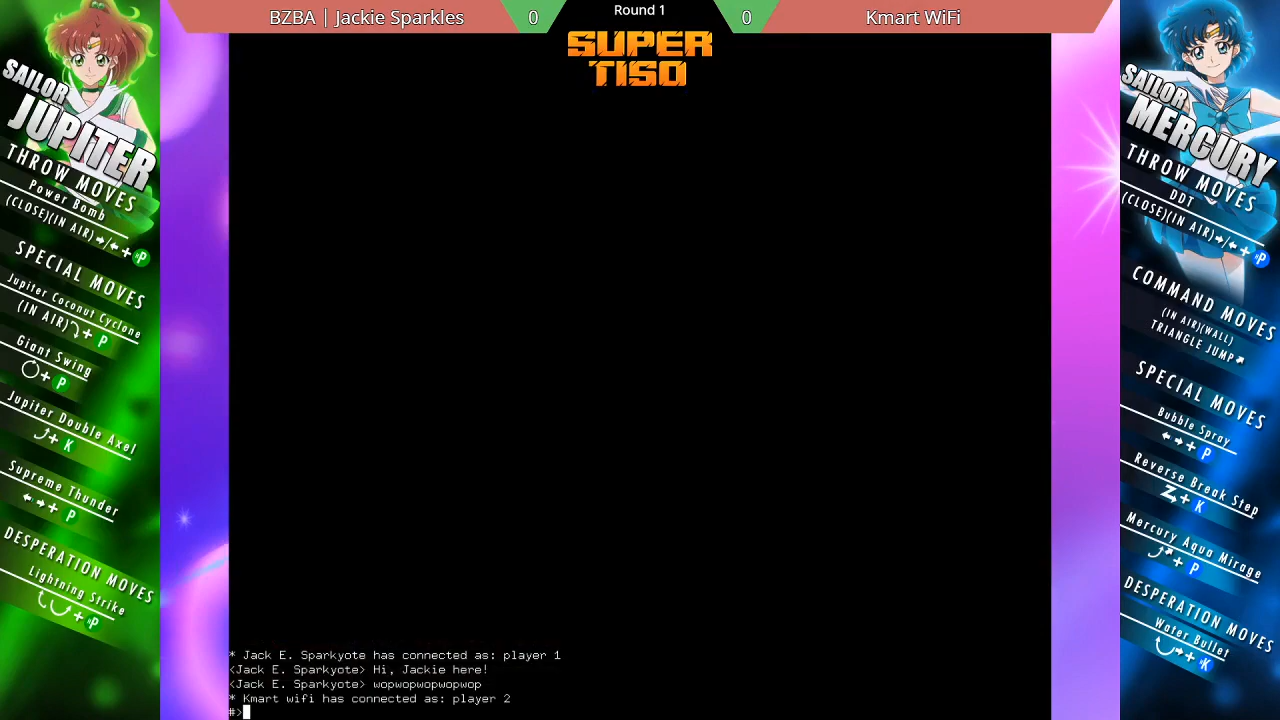 BZBA | Jackie Sparkles
0
Round 1
0
Kmart WiFi
SUPER
TISO
SAILOR
JUPITER
THROW MOVES
Power Bomb
(CLOSE)(IN AIR)→/← + P
SPECIAL MOVES
Jupiter Coconut Cyclone
(IN AIR) + P
Giant Swing
+ P
Jupiter Double Axel
+ K
Supreme Thunder
← → + P
DESPERATION MOVES
Lightning Strike
+ P
SAILOR
MERCURY
THROW MOVES
DDT
(CLOSE)(IN AIR)→/← + P
COMMAND MOVES
(IN AIR)(WALL)
TRIANGLE JUMP
SPECIAL MOVES
Bubble Spray
← → + P
Reverse Break Step
+ K
Mercury Aqua Mirage
+ P
DESPERATION MOVES
Water Bullet
→ + K
* Jack E. Sparkyote has connected as: player 1
<Jack E. Sparkyote> Hi, Jackie here!
<Jack E. Sparkyote> wopwopwopwopwop
* Kmart wifi has connected as: player 2
#>